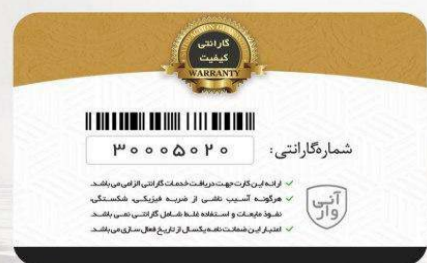 گارانتی
کیفیت
WARRANTY
شماره گارانتی:
۳۰۰۰۵۰۲۰
ارائه این کارت جهت دریافت خدمات گارانتی الزامی می باشد.
هرگونه آسیب ناشی از ضربه فیزیکی، شکستگی،
نفوذ مایعات و استفاده غلط شامل گارانتی نمی باشد.
اعتبار این ضمانت نامه یکسال از تاریخ فعال سازی می باشد.
آنی
وار